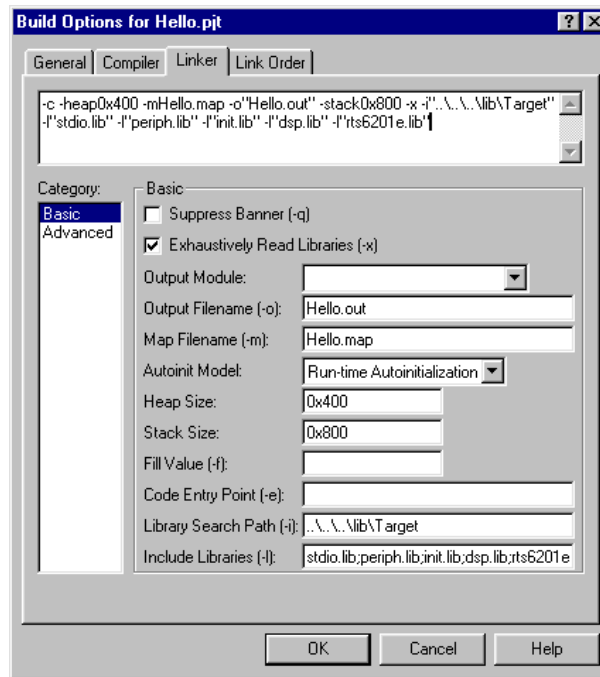 Build Options for Hello.pjt
General Compiler Linker Link Order
-c -heap0x400 -mHello.map -o"Hello.out" -stack0x800 -x -i"..\..\..\lib\Target"
-l"stdio.lib" -l"periph.lib" -l"init.lib" -l"dsp.lib" -l"rts6201e.lib"
Category:
Basic
Advanced
Basic
Suppress Banner (-q)
Exhaustively Read Libraries (-x)
Output Module:
Output Filename (-o): Hello.out
Map Filename (-m): Hello.map
Autoinit Model: Run-time Autoinitialization
Heap Size: 0x400
Stack Size: 0x800
Fill Value (-f):
Code Entry Point (-e):
Library Search Path (-i): ..\..\..\lib\Target
Include Libraries (-l): stdio.lib;periph.lib;init.lib;dsp.lib;rts6201e
OK Cancel Help